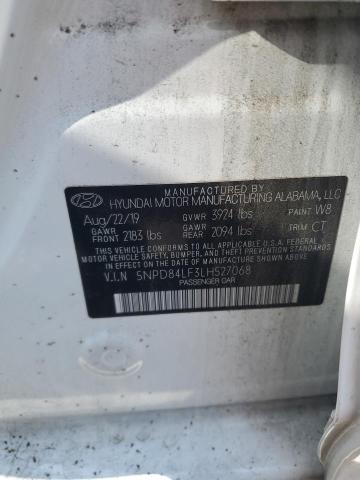 MANUFACTURED BY
HYUNDAI MOTOR MANUFACTURING ALABAMA, LLC
Aug/22/19 GVWR 3924 lbs PAINT W8
GAWR FRONT 2183 lbs GAWR REAR 2094 lbs TRIM CT
THIS VEHICLE CONFORMS TO ALL APPLICABLE U.S.A. FEDERAL
MOTOR VEHICLE SAFETY, BUMPER, AND THEFT PREVENTION
STANDARDS IN EFFECT ON THE DATE OF MANUFACTURE SHOWN ABOVE.
V.I.N 5NPD84LF3LH527068
PASSENGER CAR